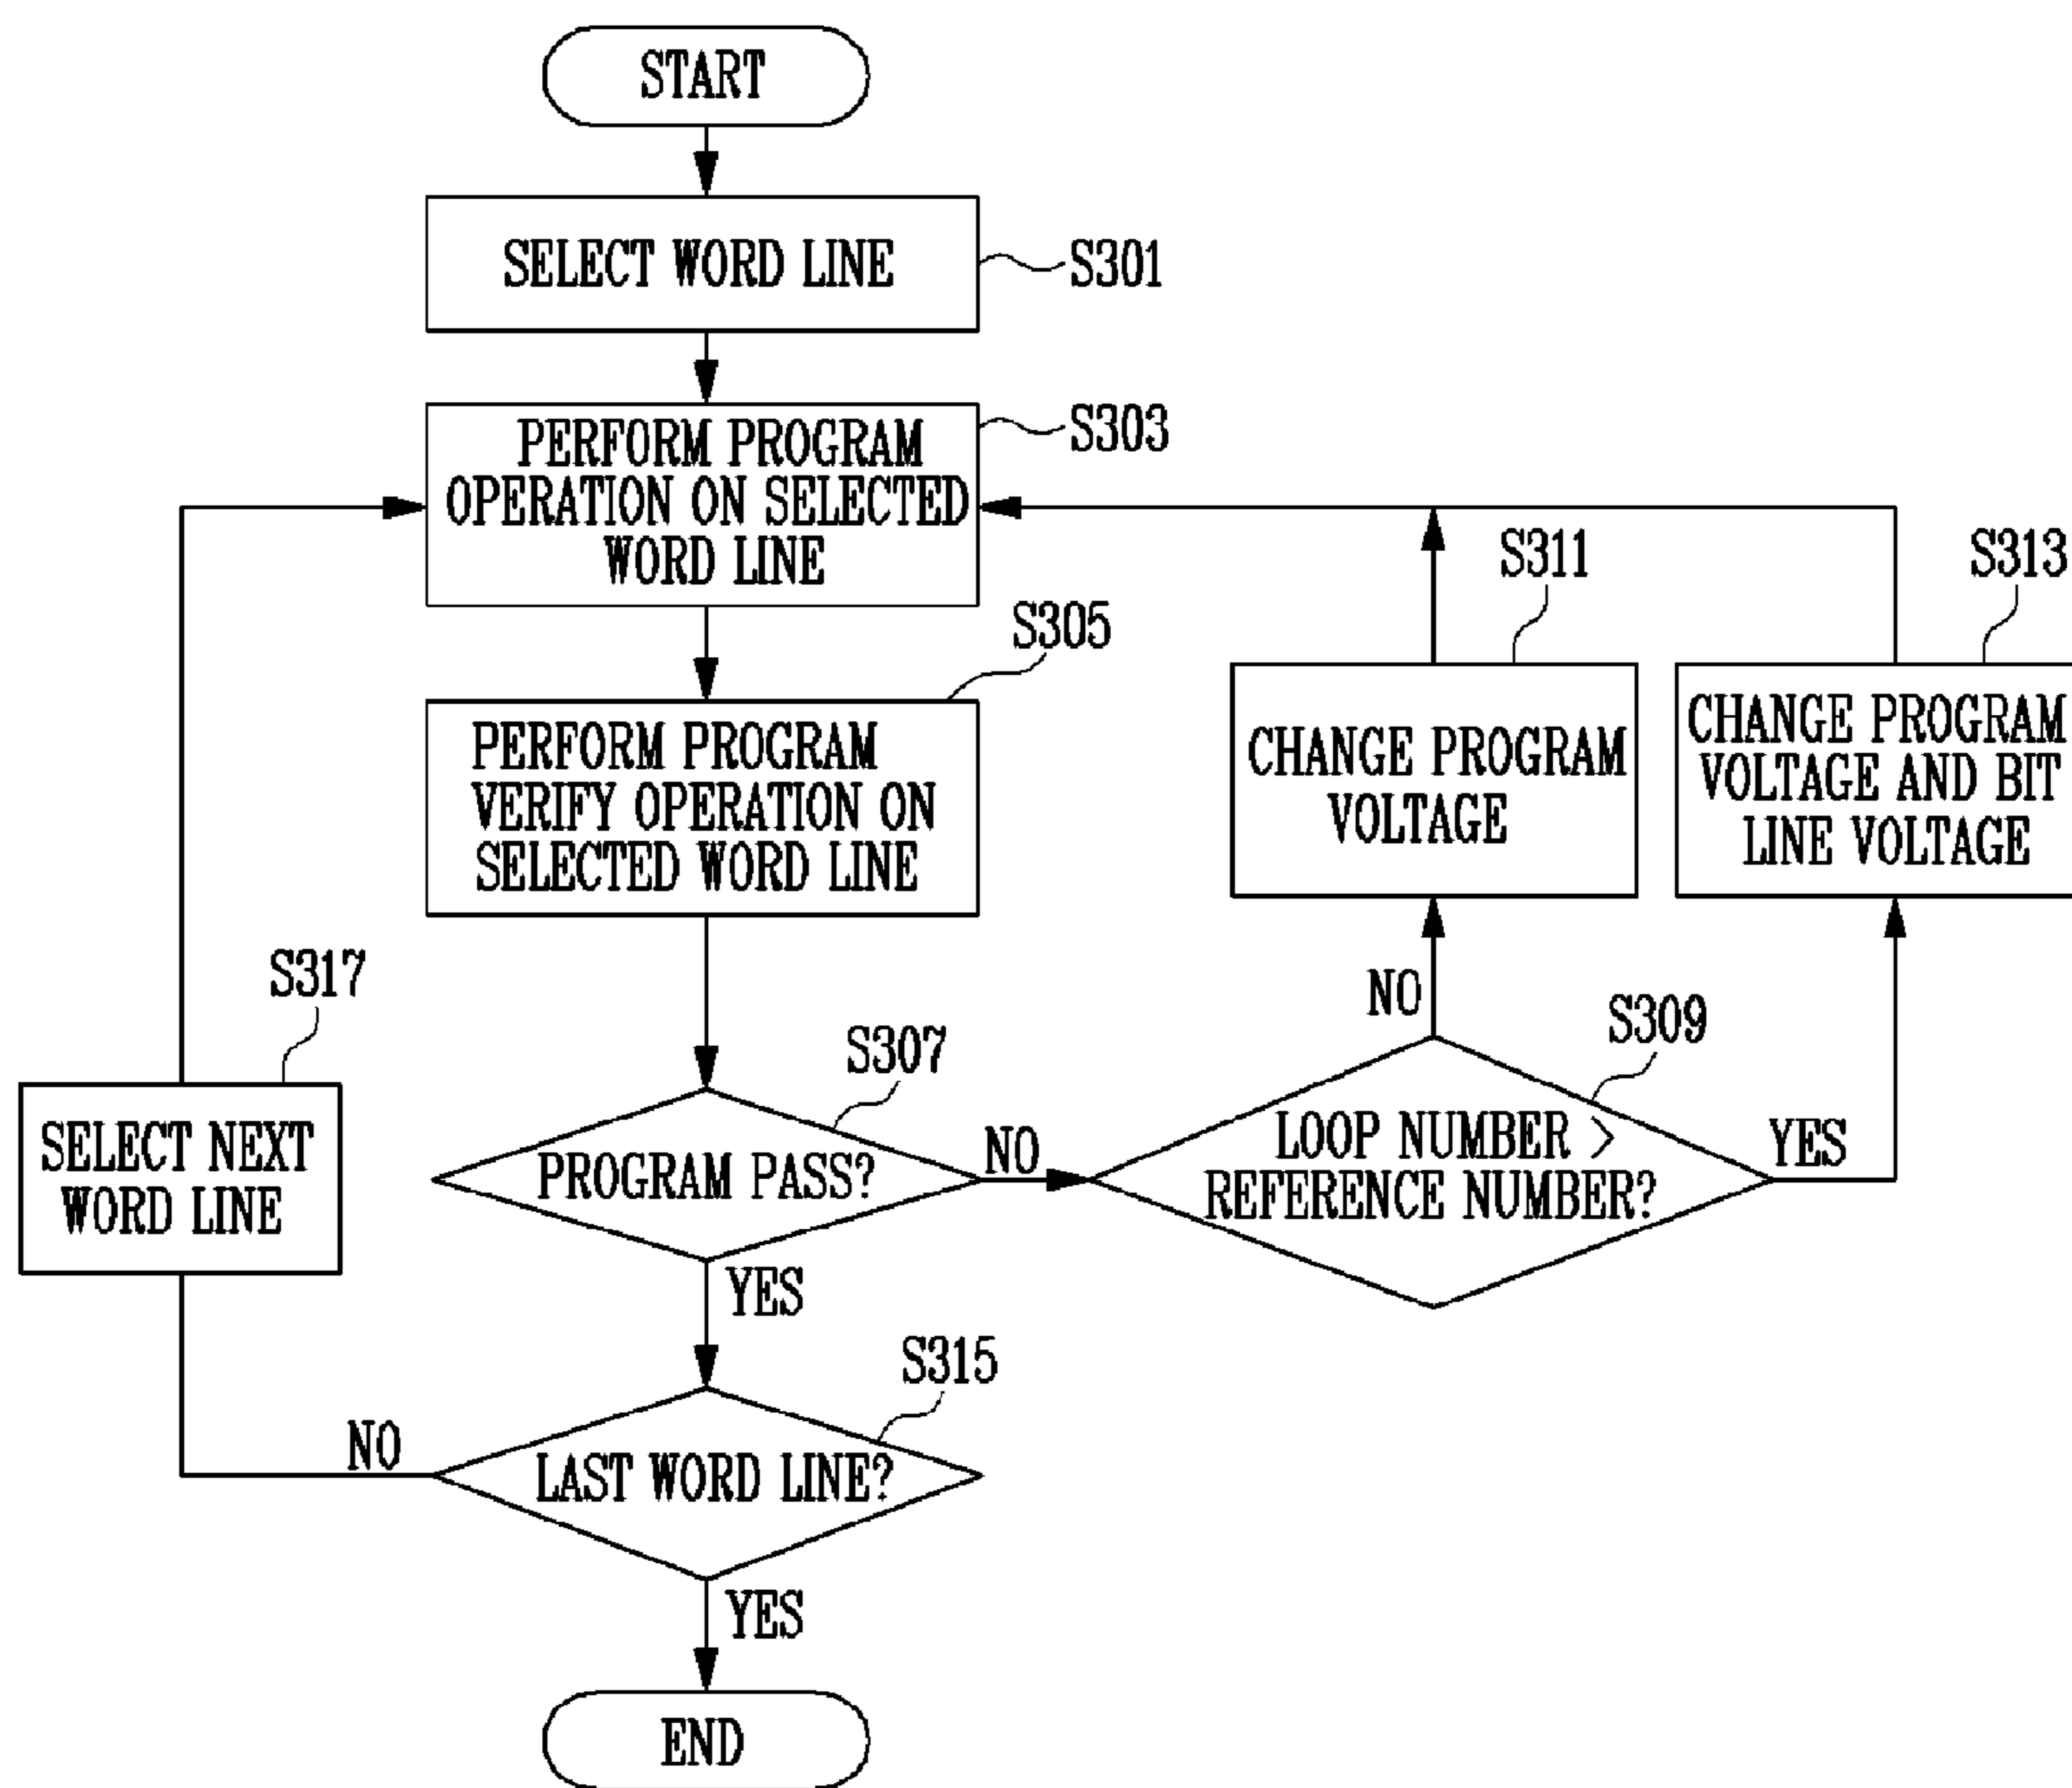 START
SELECT WORD LINE
S301
PERFORM PROGRAM
OPERATION ON SELECTED
WORD LINE
S303
PERFORM PROGRAM
VERIFY OPERATION ON
SELECTED WORD LINE
S305
S311
CHANGE PROGRAM
VOLTAGE
S313
CHANGE PROGRAM
VOLTAGE AND BIT
LINE VOLTAGE
S317
SELECT NEXT
WORD LINE
S307
PROGRAM PASS?
NO
YES
S309
LOOP NUMBER >
REFERENCE NUMBER?
NO
YES
S315
LAST WORD LINE?
NO
YES
END